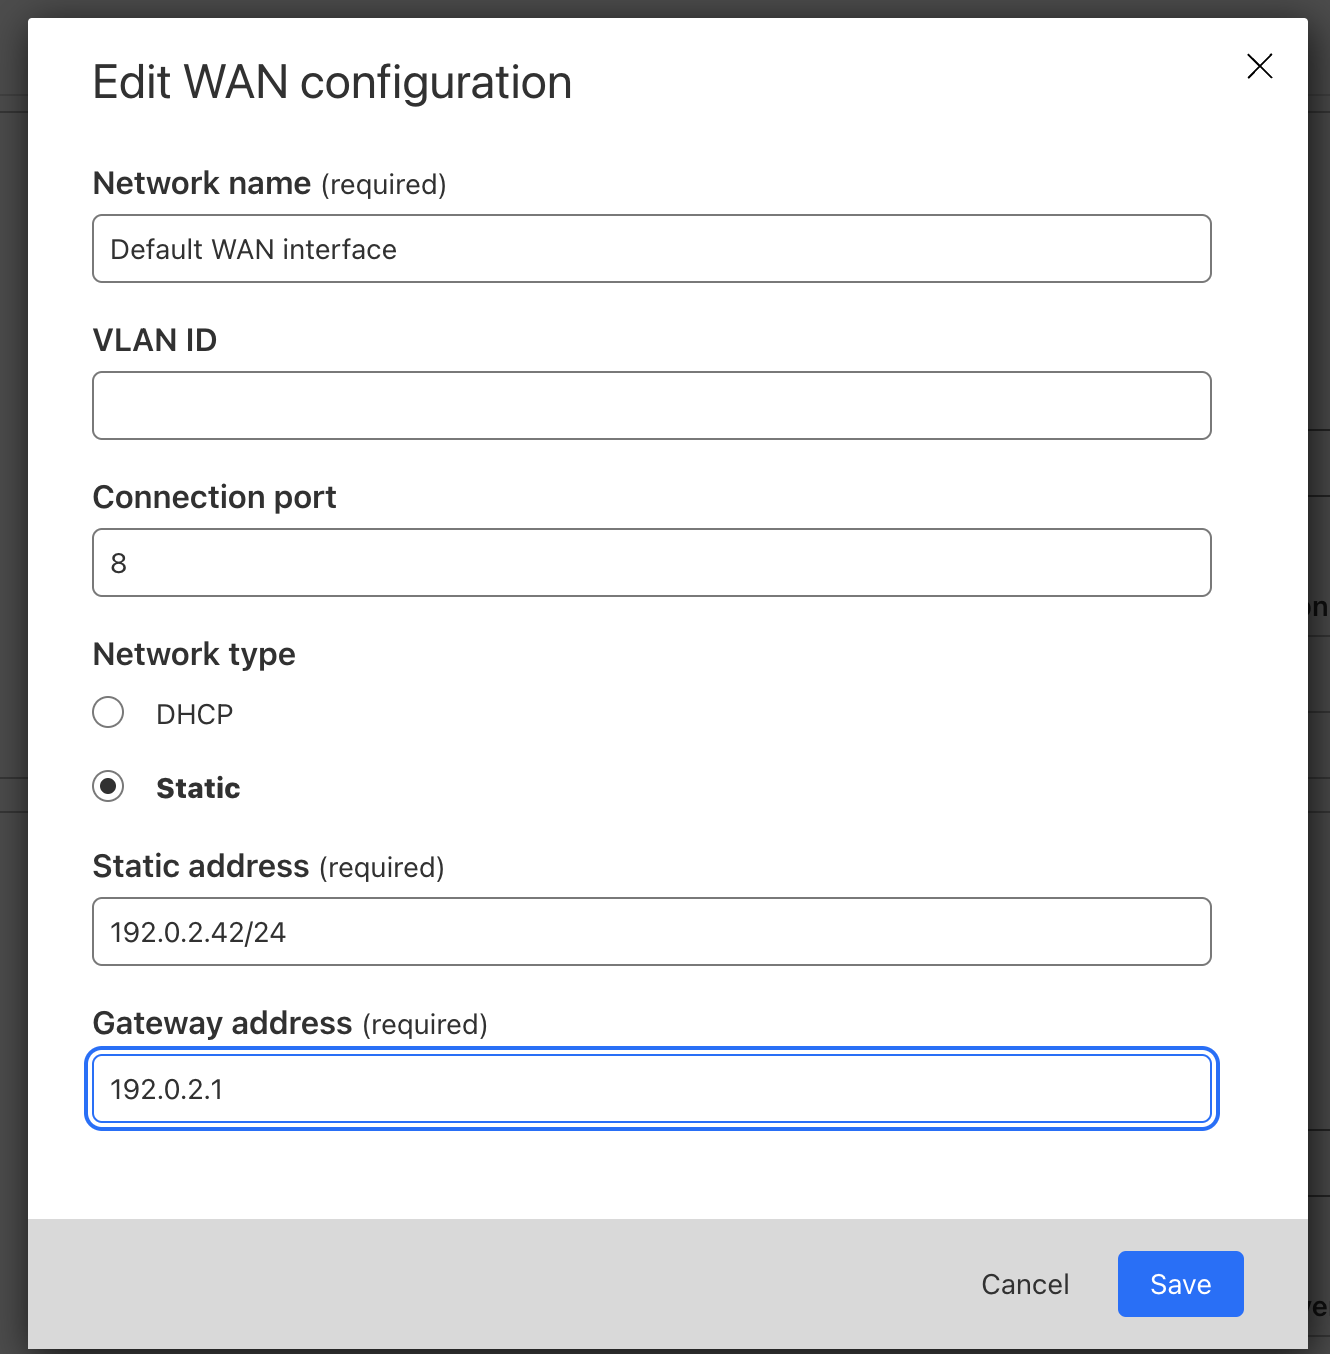 Edit WAN configuration
Network name (required)
Default WAN interface
VLAN ID
Connection port
8
Network type
DHCP
Static
Static address (required)
192.0.2.42/24
Gateway address (required)
192.0.2.1
Cancel
Save